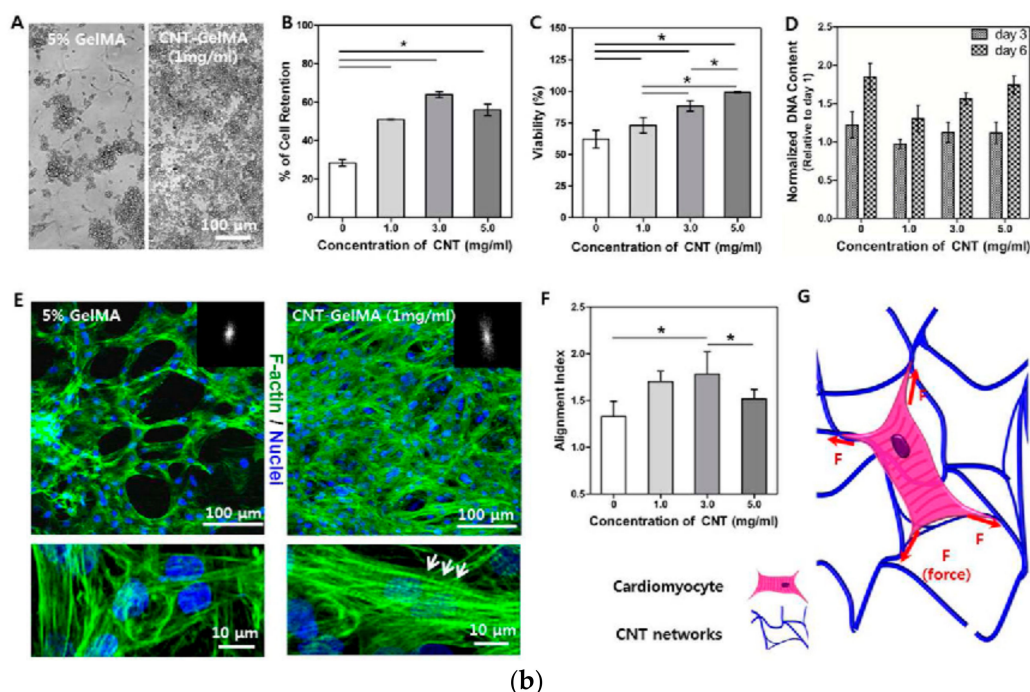 A
5% GelMA
CNT-GelMA
(1mg/ml)
100 μm
B
% of Cell Retention
80
60
40
20
0
*
0 1.0 3.0 5.0
Concentration of CNT (mg/ml)
C
Viability (%)
125
100
75
50
25
0
*
*
*
0 1.0 3.0 5.0
Concentration of CNT (mg/ml)
D
Normalized DNA Content
(Relative to day 1)
2.5
2.0
1.5
1.0
0.5
0.0
day 3
day 6
0 1.0 3.0 5.0
Concentration of CNT (mg/ml)
E
5% GelMA
100 μm
10 μm
F-actin / Nuclei
CNT-GelMA (1mg/ml)
100 μm
10 μm
F
Alignment Index
2.5
2.0
1.5
1.0
0.5
*
*
0 1.0 3.0 5.0
Concentration of CNT (mg/ml)
Cardiomyocyte
CNT networks
G
F
F
F
F
(force)
(b)